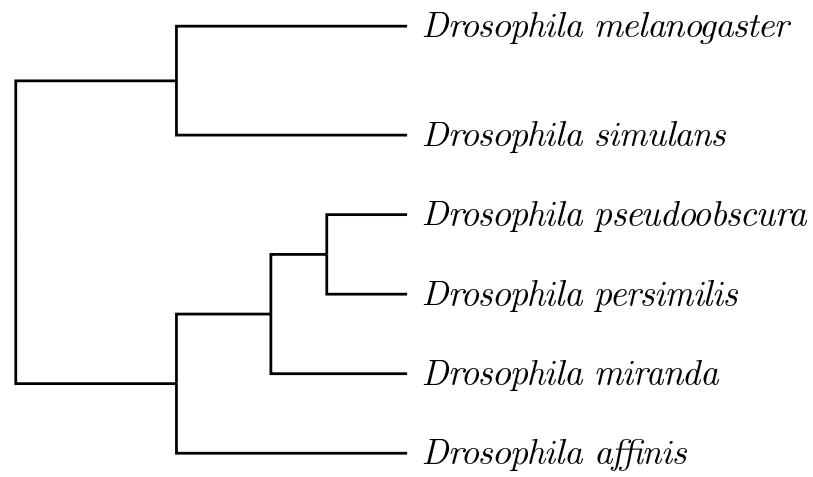 Drosophila melanogaster
Drosophila simulans
Drosophila pseudoobscura
Drosophila persimilis
Drosophila miranda
Drosophila affinis